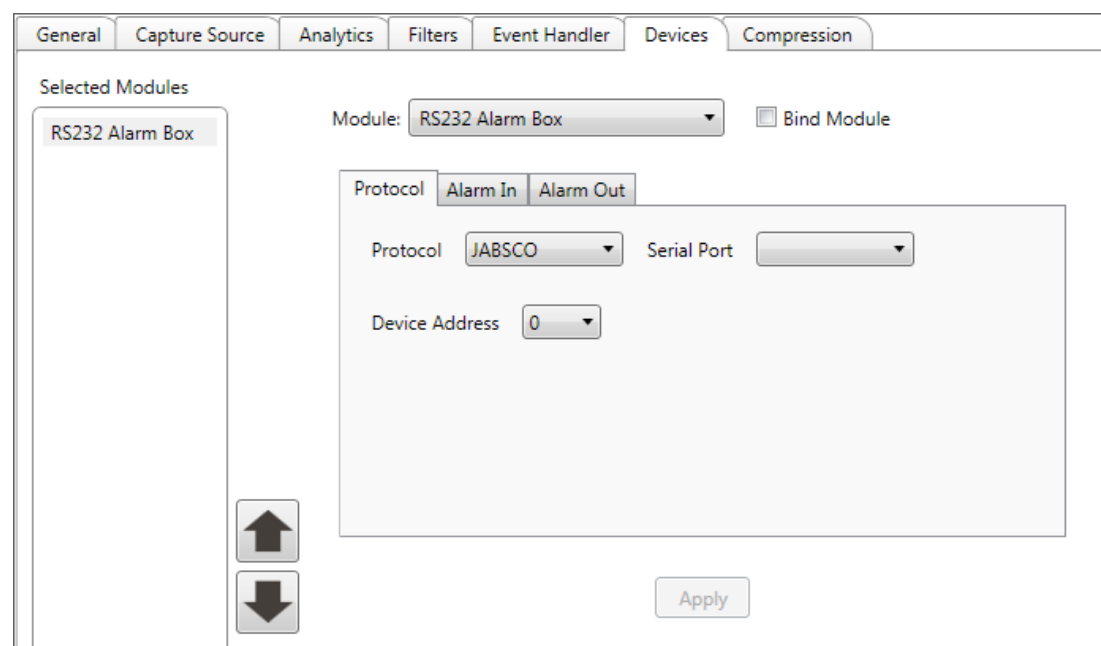 General Capture Source Analytics Filters Event Handler Devices Compression
Selected Modules
RS232 Alarm Box
Module: RS232 Alarm Box Bind Module
Protocol Alarm In Alarm Out
Protocol JABSCO Serial Port
Device Address 0
Apply